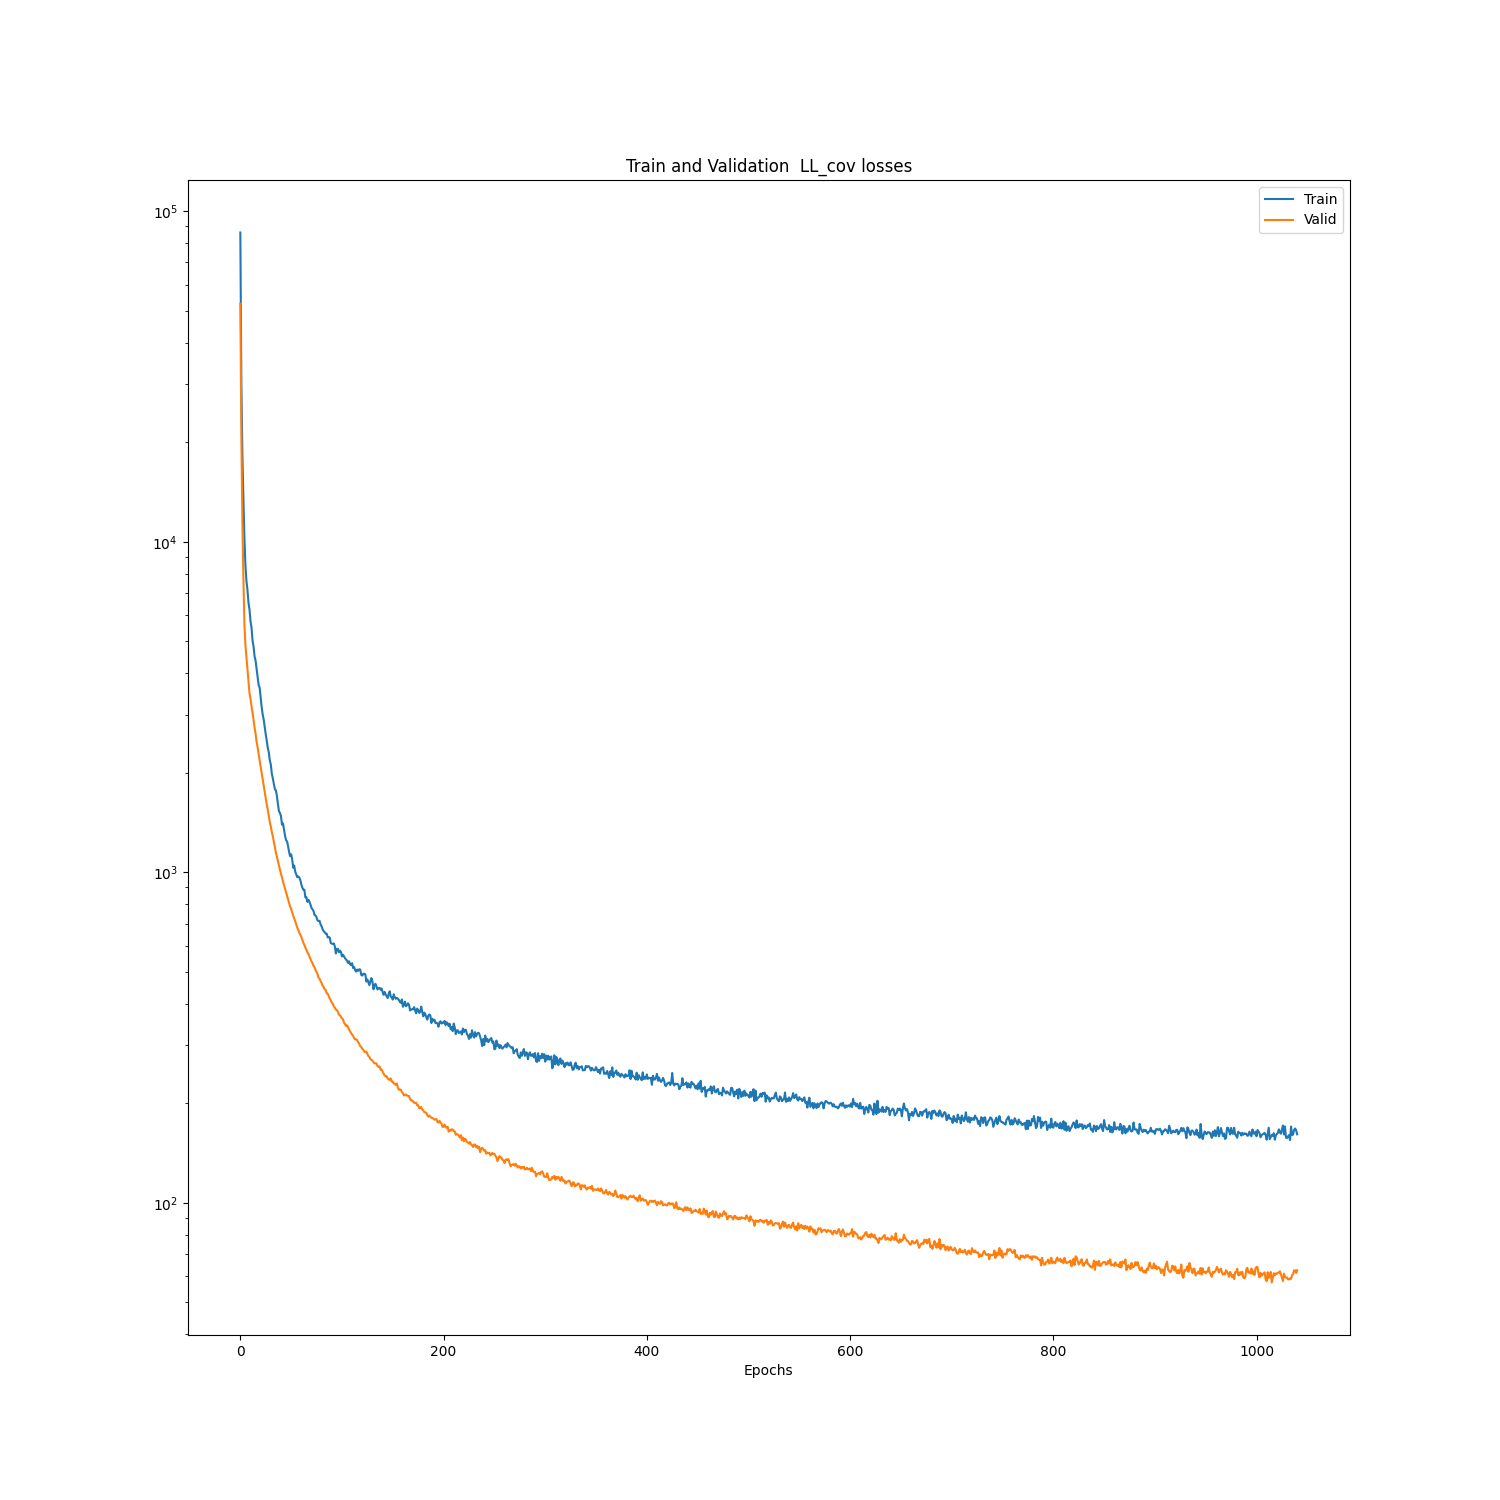 Train and Validation  LL_cov losses
Train
Valid
10^5
10^4
10^3
10^2
0 200 400 600 800 1000
Epochs